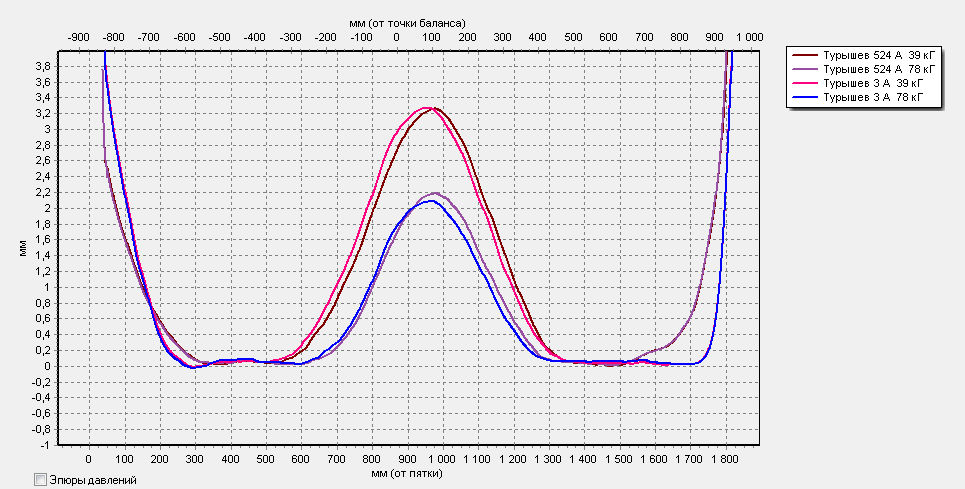 мм (от точки баланса)
-900 -800 -700 -600 -500 -400 -300 -200 -100 0 100 200 300 400 500 600 700 800 900 1 000
Турышев 524 А 39 кГ
Турышев 524 А 78 кГ
Турышев 3 А 39 кГ
Турышев 3 А 78 кГ
3,8
3,6
3,4
3,2
3
2,8
2,6
2,4
2,2
2
1,8
1,6
1,4
1,2
1
0,8
0,6
0,4
0,2
0
-0,2
-0,4
-0,6
-0,8
-1
мм
0 100 200 300 400 500 600 700 800 900 1 000 1 100 1 200 1 300 1 400 1 500 1 600 1 700 1 800
мм (от пятки)
Эпюры давлений